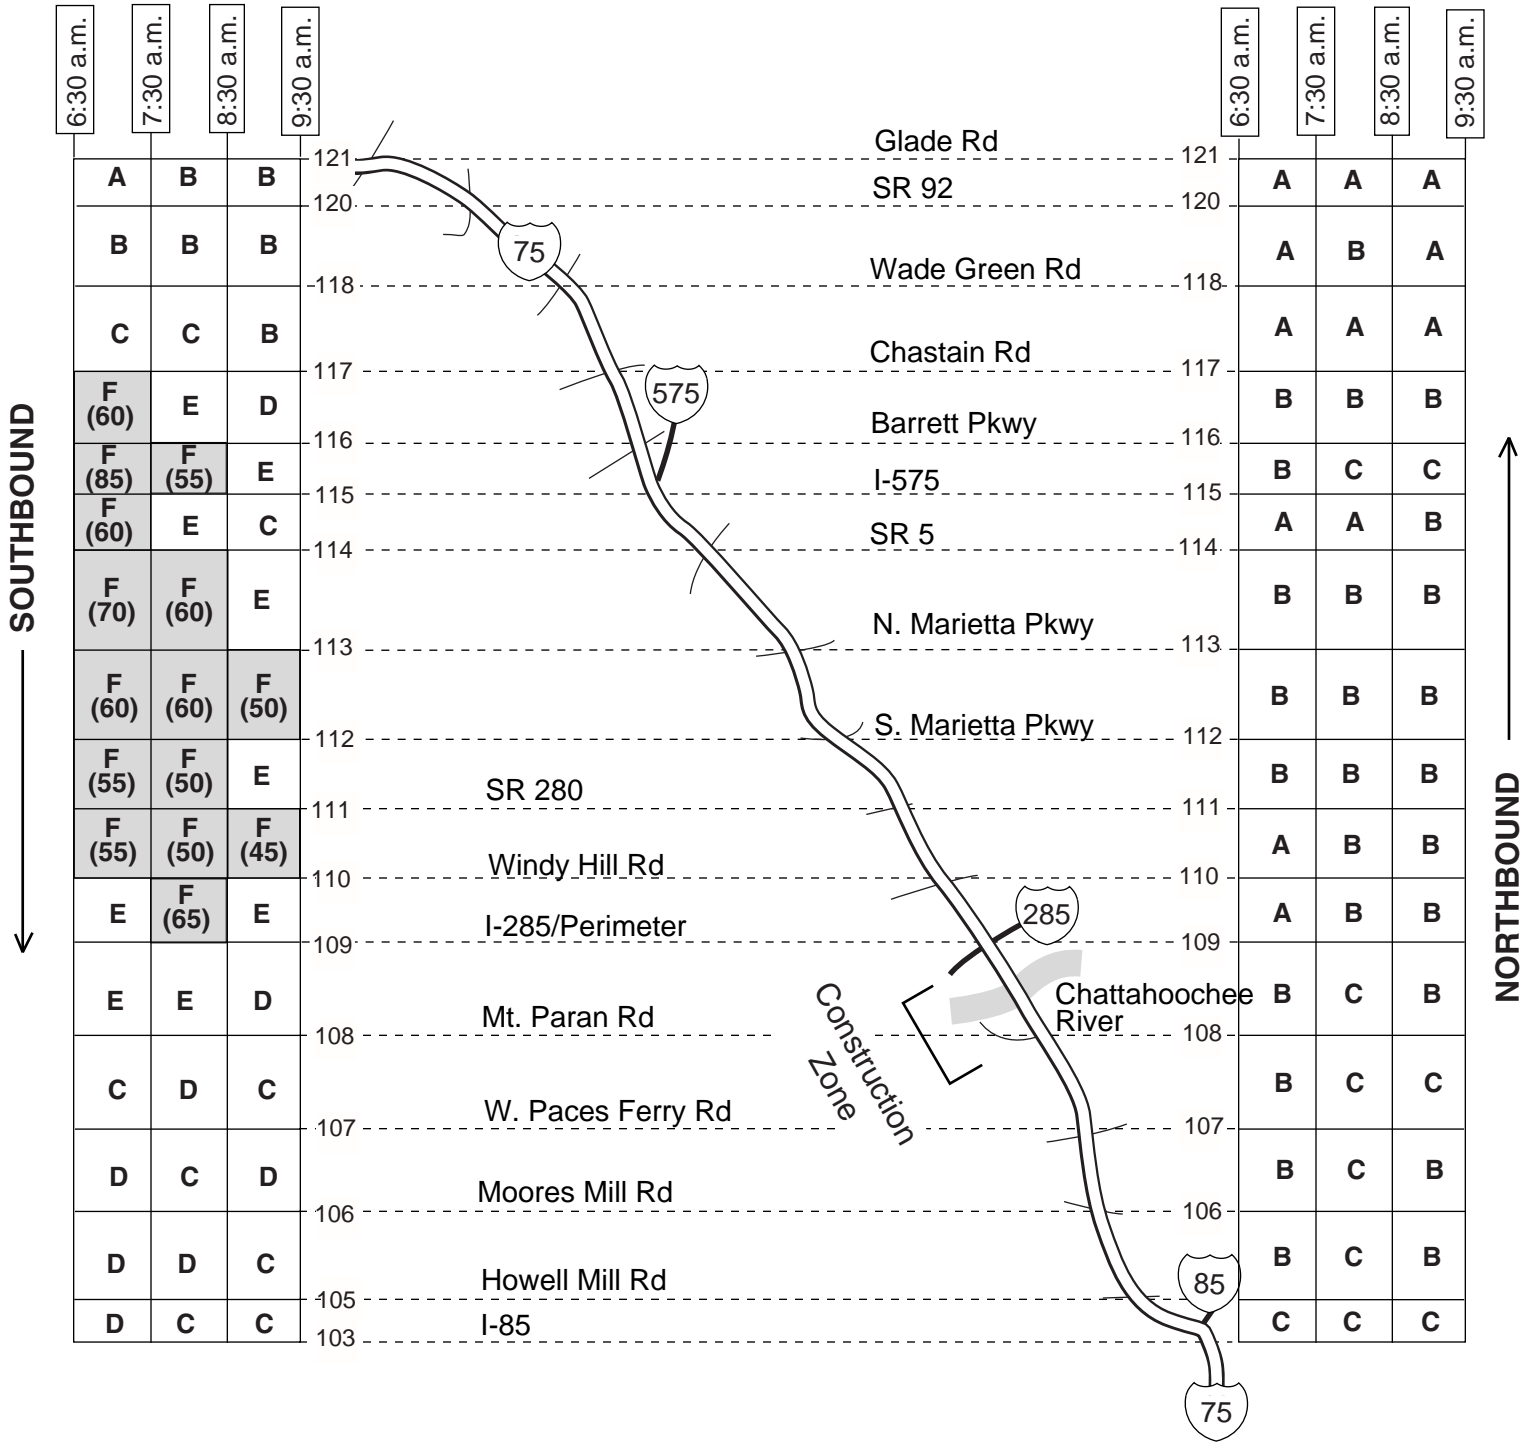 6:30 a.m. 7:30 a.m. 8:30 a.m. 9:30 a.m. 6:30 a.m. 7:30 a.m. 8:30 a.m. 9:30 a.m.
121 Glade Rd 121
A B B SR 92 A A A
120 120
B B B 75 Wade Green Rd A B A
118 118
C C B Chastain Rd A A A
117 117
F (60) E D 575 Barrett Pkwy B B B
116 116
F (85) F (55) E I-575 B C C
115 115
F (60) E C SR 5 A A B
114 114
F (70) F (60) E N. Marietta Pkwy B B B
113 113
F (60) F (60) F (50) S. Marietta Pkwy B B B
112 112
F (55) F (50) E SR 280 B B B
111 111
F (55) F (50) F (45) Windy Hill Rd A B B
110 110
E F (65) E I-285/Perimeter 285 A B B
109 109
E E D Mt. Paran Rd Chattahoochee B C B
River
108 108
Construction
Zone
C D C W. Paces Ferry Rd B C C
107 107
D C D Moores Mill Rd B C B
106 106
D D C Howell Mill Rd 85 B C B
105
D C C I-85 C C C
103
75
SOUTHBOUND
NORTHBOUND